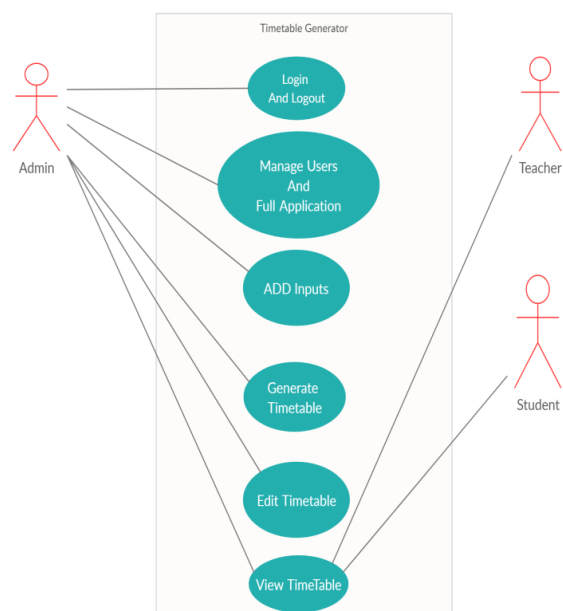 Timetable Generator
Login
And Logout
Admin
Teacher
Manage Users
And
Full Application
ADD Inputs
Generate
Timetable
Student
Edit Timetable
View TimeTable